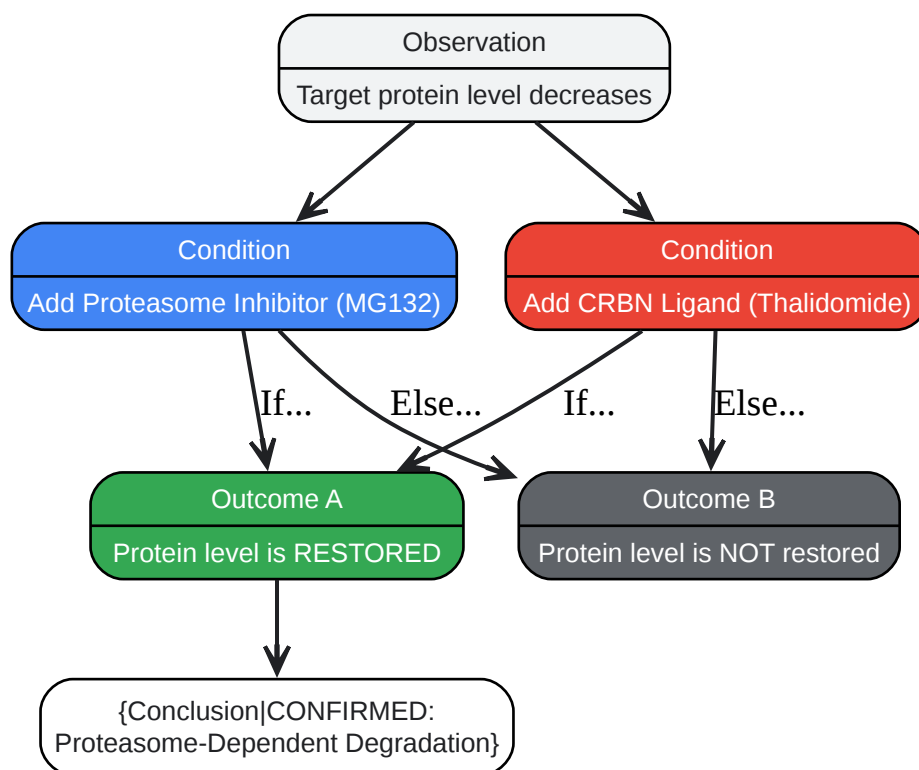 Observation
Target protein level decreases
Condition
Add Proteasome Inhibitor (MG132)
Condition
Add CRBN Ligand (Thalidomide)
If...
Else...
If...
Else...
Outcome A
Protein level is RESTORED
Outcome B
Protein level is NOT restored
{Conclusion|CONFIRMED:
Proteasome-Dependent Degradation}